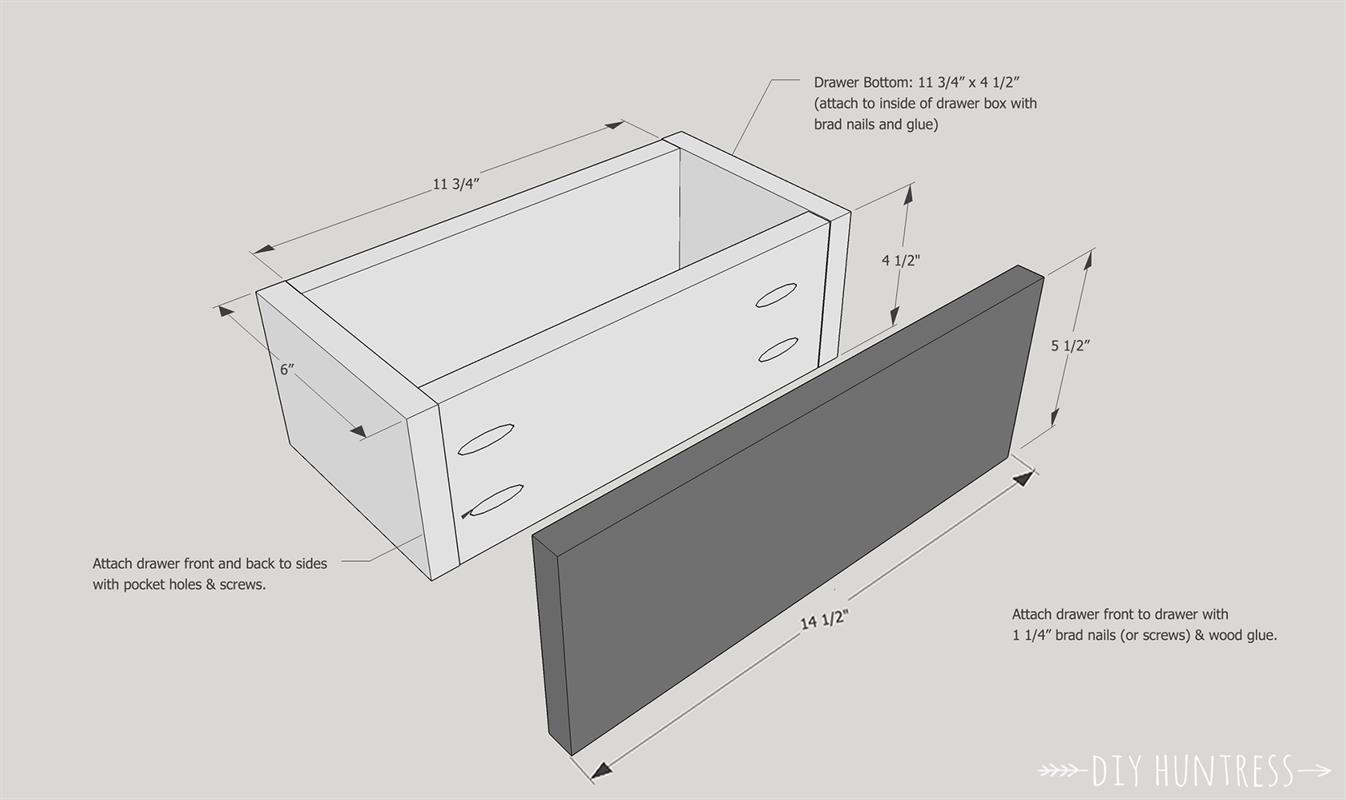 Drawer Bottom: 11 3/4” x 4 1/2”
(attach to inside of drawer box with
brad nails and glue)
11 3/4”
4 1/2"
5 1/2”
6”
Attach drawer front and back to sides
with pocket holes & screws.
14 1/2"
Attach drawer front to drawer with
1 1/4” brad nails (or screws) & wood glue.
DIY HUNTRESS